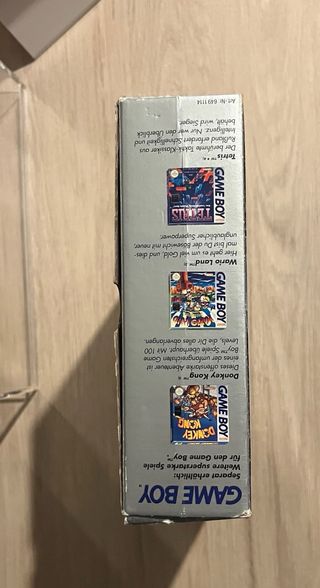 GAME BOY
Separat erhältlich:
Weitere superstarke Spiele
für den Game Boy™.
GAME BOY
DONKEY
KONG
Donkey Kong™
Dieses affenstarke Abenteuer ist
eines der umfangreichsten Game
Boy™ Spiele überhaupt. Mit 100
Levels, die Dir alles abverlangen.
GAME BOY
WARIO LAND
Wario Land™
Hier geht es um viel Gold, und dies-
mal bist Du der Bösewicht mit neuer,
unglaublicher Superpower.
GAME BOY
TETRIS
Tetris™
Der berühmte Taktik-Klassiker aus
Rußland erfordert Schnelligkeit und
Intelligenz. Nur wer den Überblick
behält, wird Sieger.
Art.-Nr. 6491114